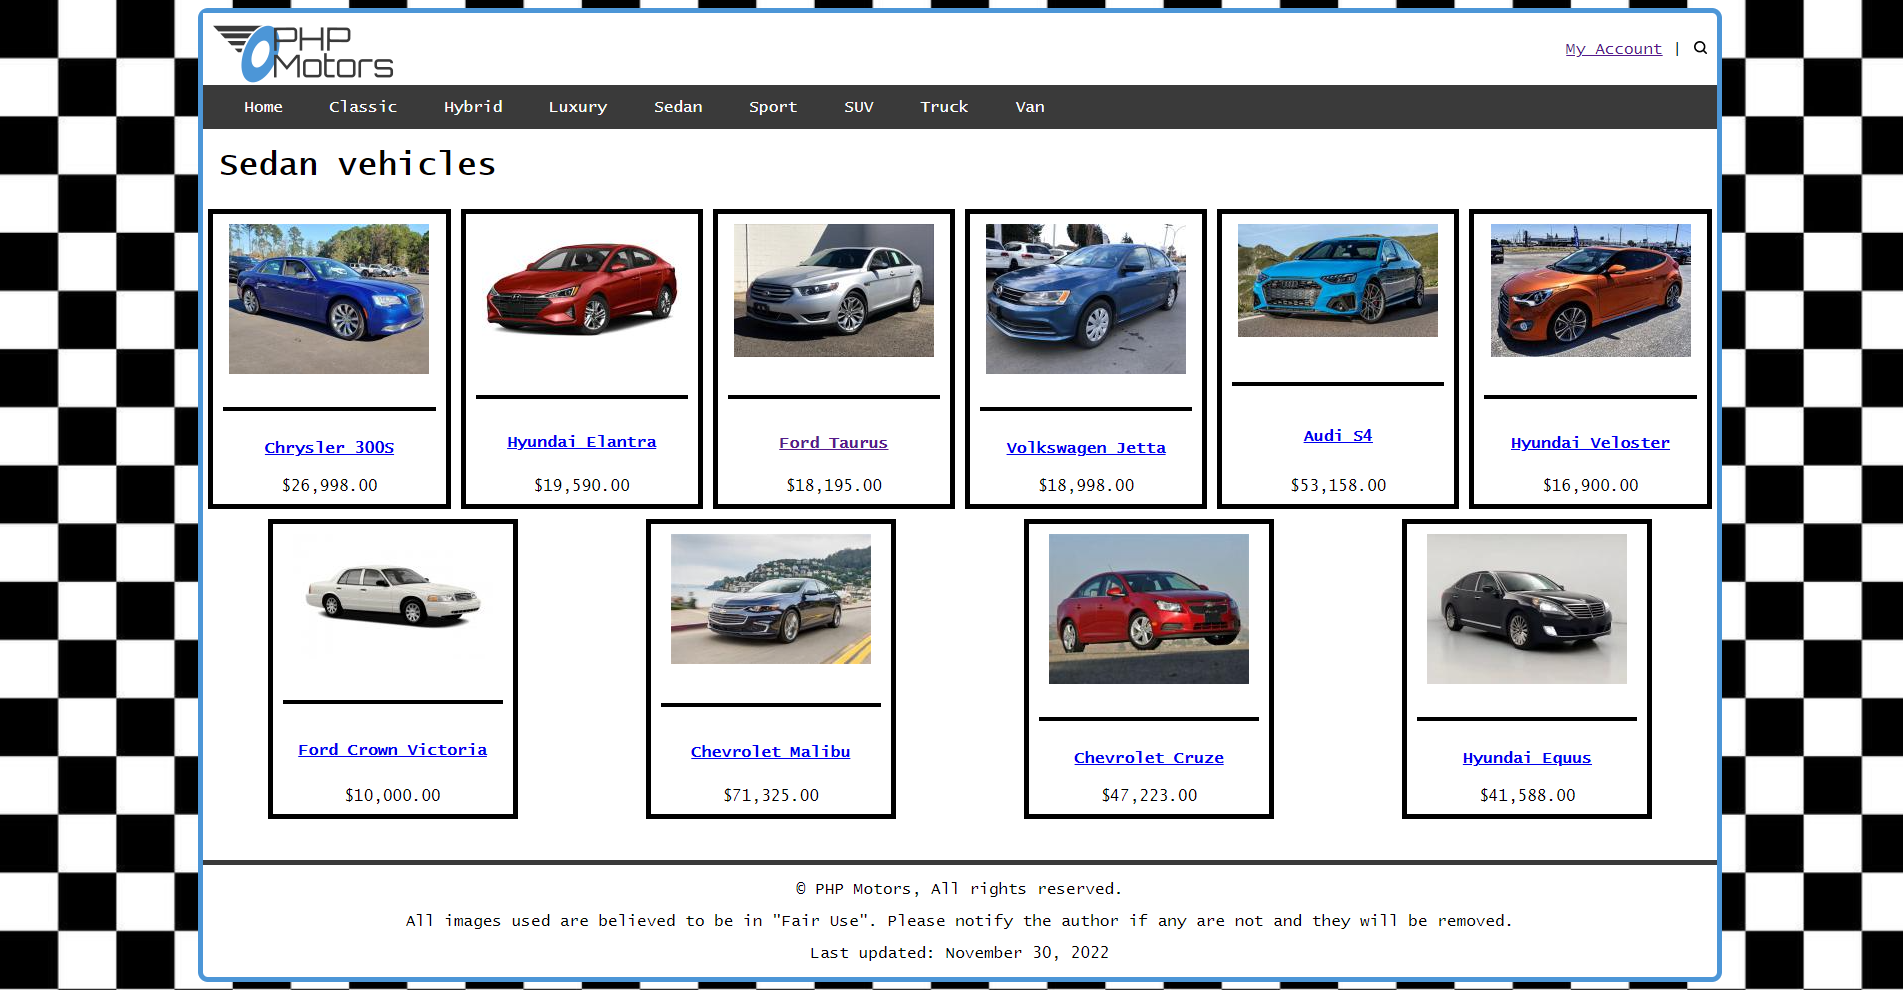 PHP
Motors
My Account |
Home Classic Hybrid Luxury Sedan Sport SUV Truck Van
Sedan vehicles
Chrysler 300S
$26,998.00
Hyundai Elantra
$19,590.00
Ford Taurus
$18,195.00
Volkswagen Jetta
$18,998.00
Audi S4
$53,158.00
Hyundai Veloster
$16,900.00
Ford Crown Victoria
$10,000.00
Chevrolet Malibu
$71,325.00
Chevrolet Cruze
$47,223.00
Hyundai Equus
$41,588.00
© PHP Motors, All rights reserved.
All images used are believed to be in "Fair Use". Please notify the author if any are not and they will be removed.
Last updated: November 30, 2022